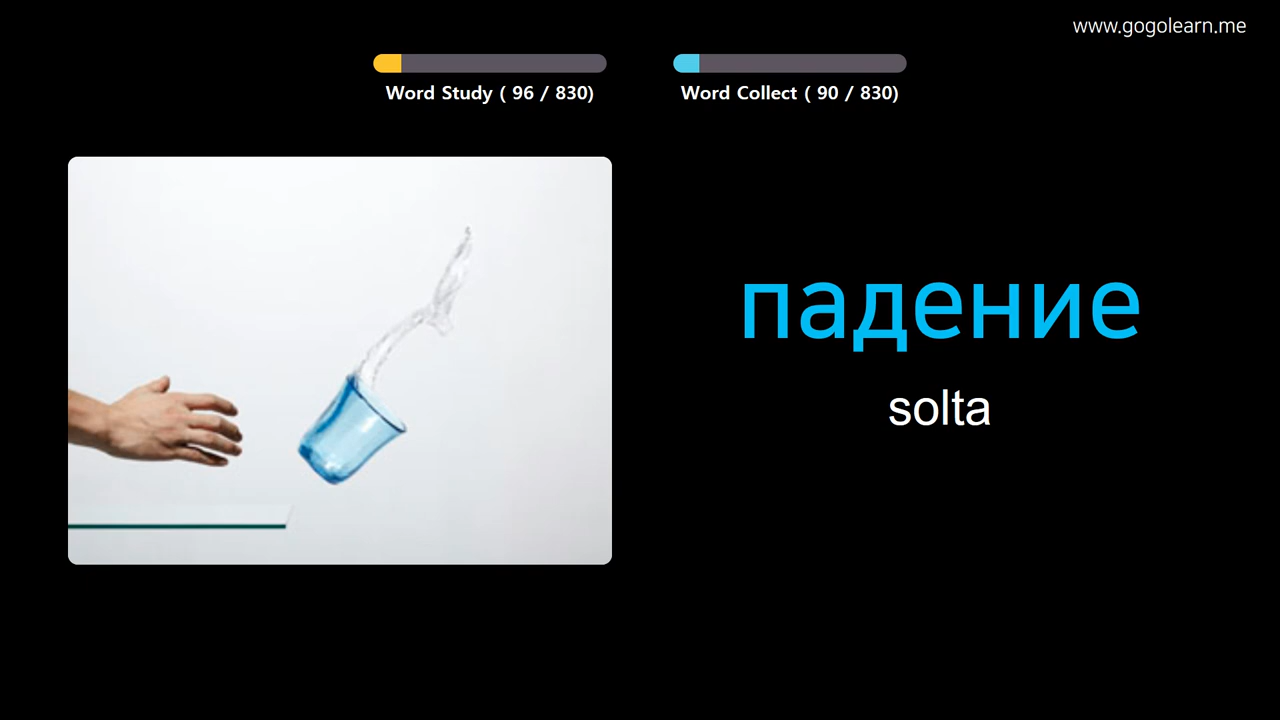 www.gogolearn.me
Word Study ( 96 / 830)
Word Collect ( 90 / 830)
падение
solta